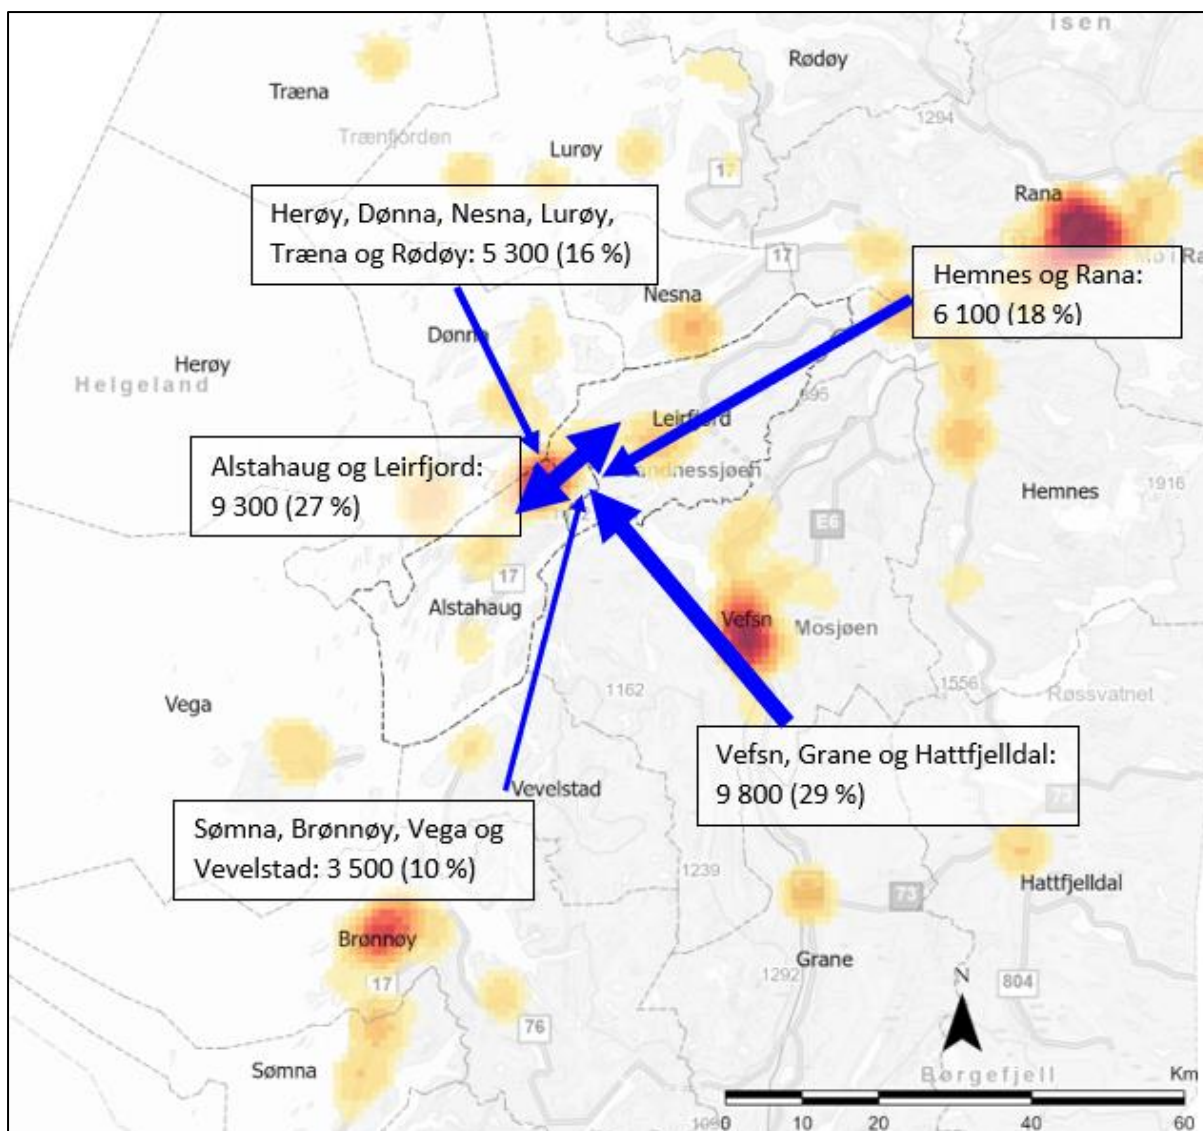 Isen
Rødøy
Træna
1294
Trænfjorden
Lurøy
17
Rana
Herøy, Dønna, Nesna, Lurøy,
Træna og Rødøy: 5 300 (16 %)
17
Hemnes og Rana:
6 100 (18 %)
Nesna
Dønna
Herøy
Helgeland
695
Leirfjord
Alstahaug og Leirfjord:
9 300 (27 %)
1916
Hemnes
E6
17
Alstahaug
Vefsn
Mosjøen
1162
1556
Røssvatnet
Vega
Vefsn, Grane og Hattfjelldal:
9 800 (29 %)
Vevelstad
Sømna, Brønnøy, Vega og
Vevelstad: 3 500 (10 %)
1239
73
Hattfjelldal
Brønnøy
Grane
1292
N
804
17
76
Sømna
Børgefjell
Km
0 10 20 40 60